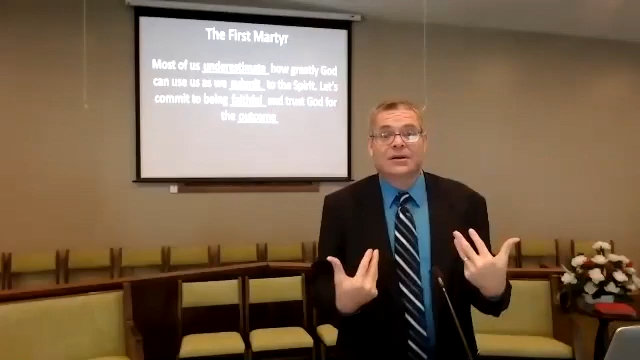 The First Martyr
Most of us underestimate how greatly God
can use us as we submit to the Spirit. Let's
commit to being faithful and trust God for
the outcome.